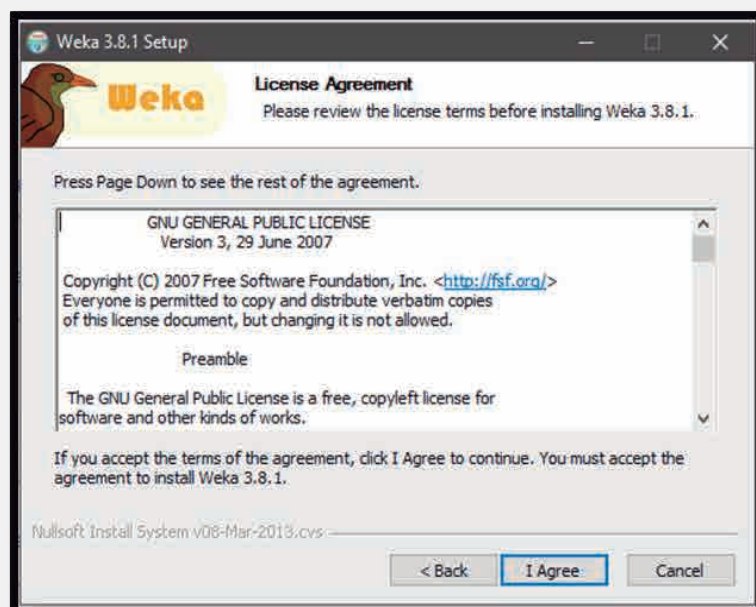 Weka 3.8.1 Setup
Weka
License Agreement
Please review the license terms before installing Weka 3.8.1.
Press Page Down to see the rest of the agreement.
GNU GENERAL PUBLIC LICENSE
Version 3, 29 June 2007
Copyright (C) 2007 Free Software Foundation, Inc. <http://fsf.org/>
Everyone is permitted to copy and distribute verbatim copies
of this license document, but changing it is not allowed.
Preamble
The GNU General Public License is a free, copyleft license for
software and other kinds of works.
If you accept the terms of the agreement, click I Agree to continue. You must accept the
agreement to install Weka 3.8.1.
Nullsoft Install System v08-Mar-2013.cvs
< Back
I Agree
Cancel